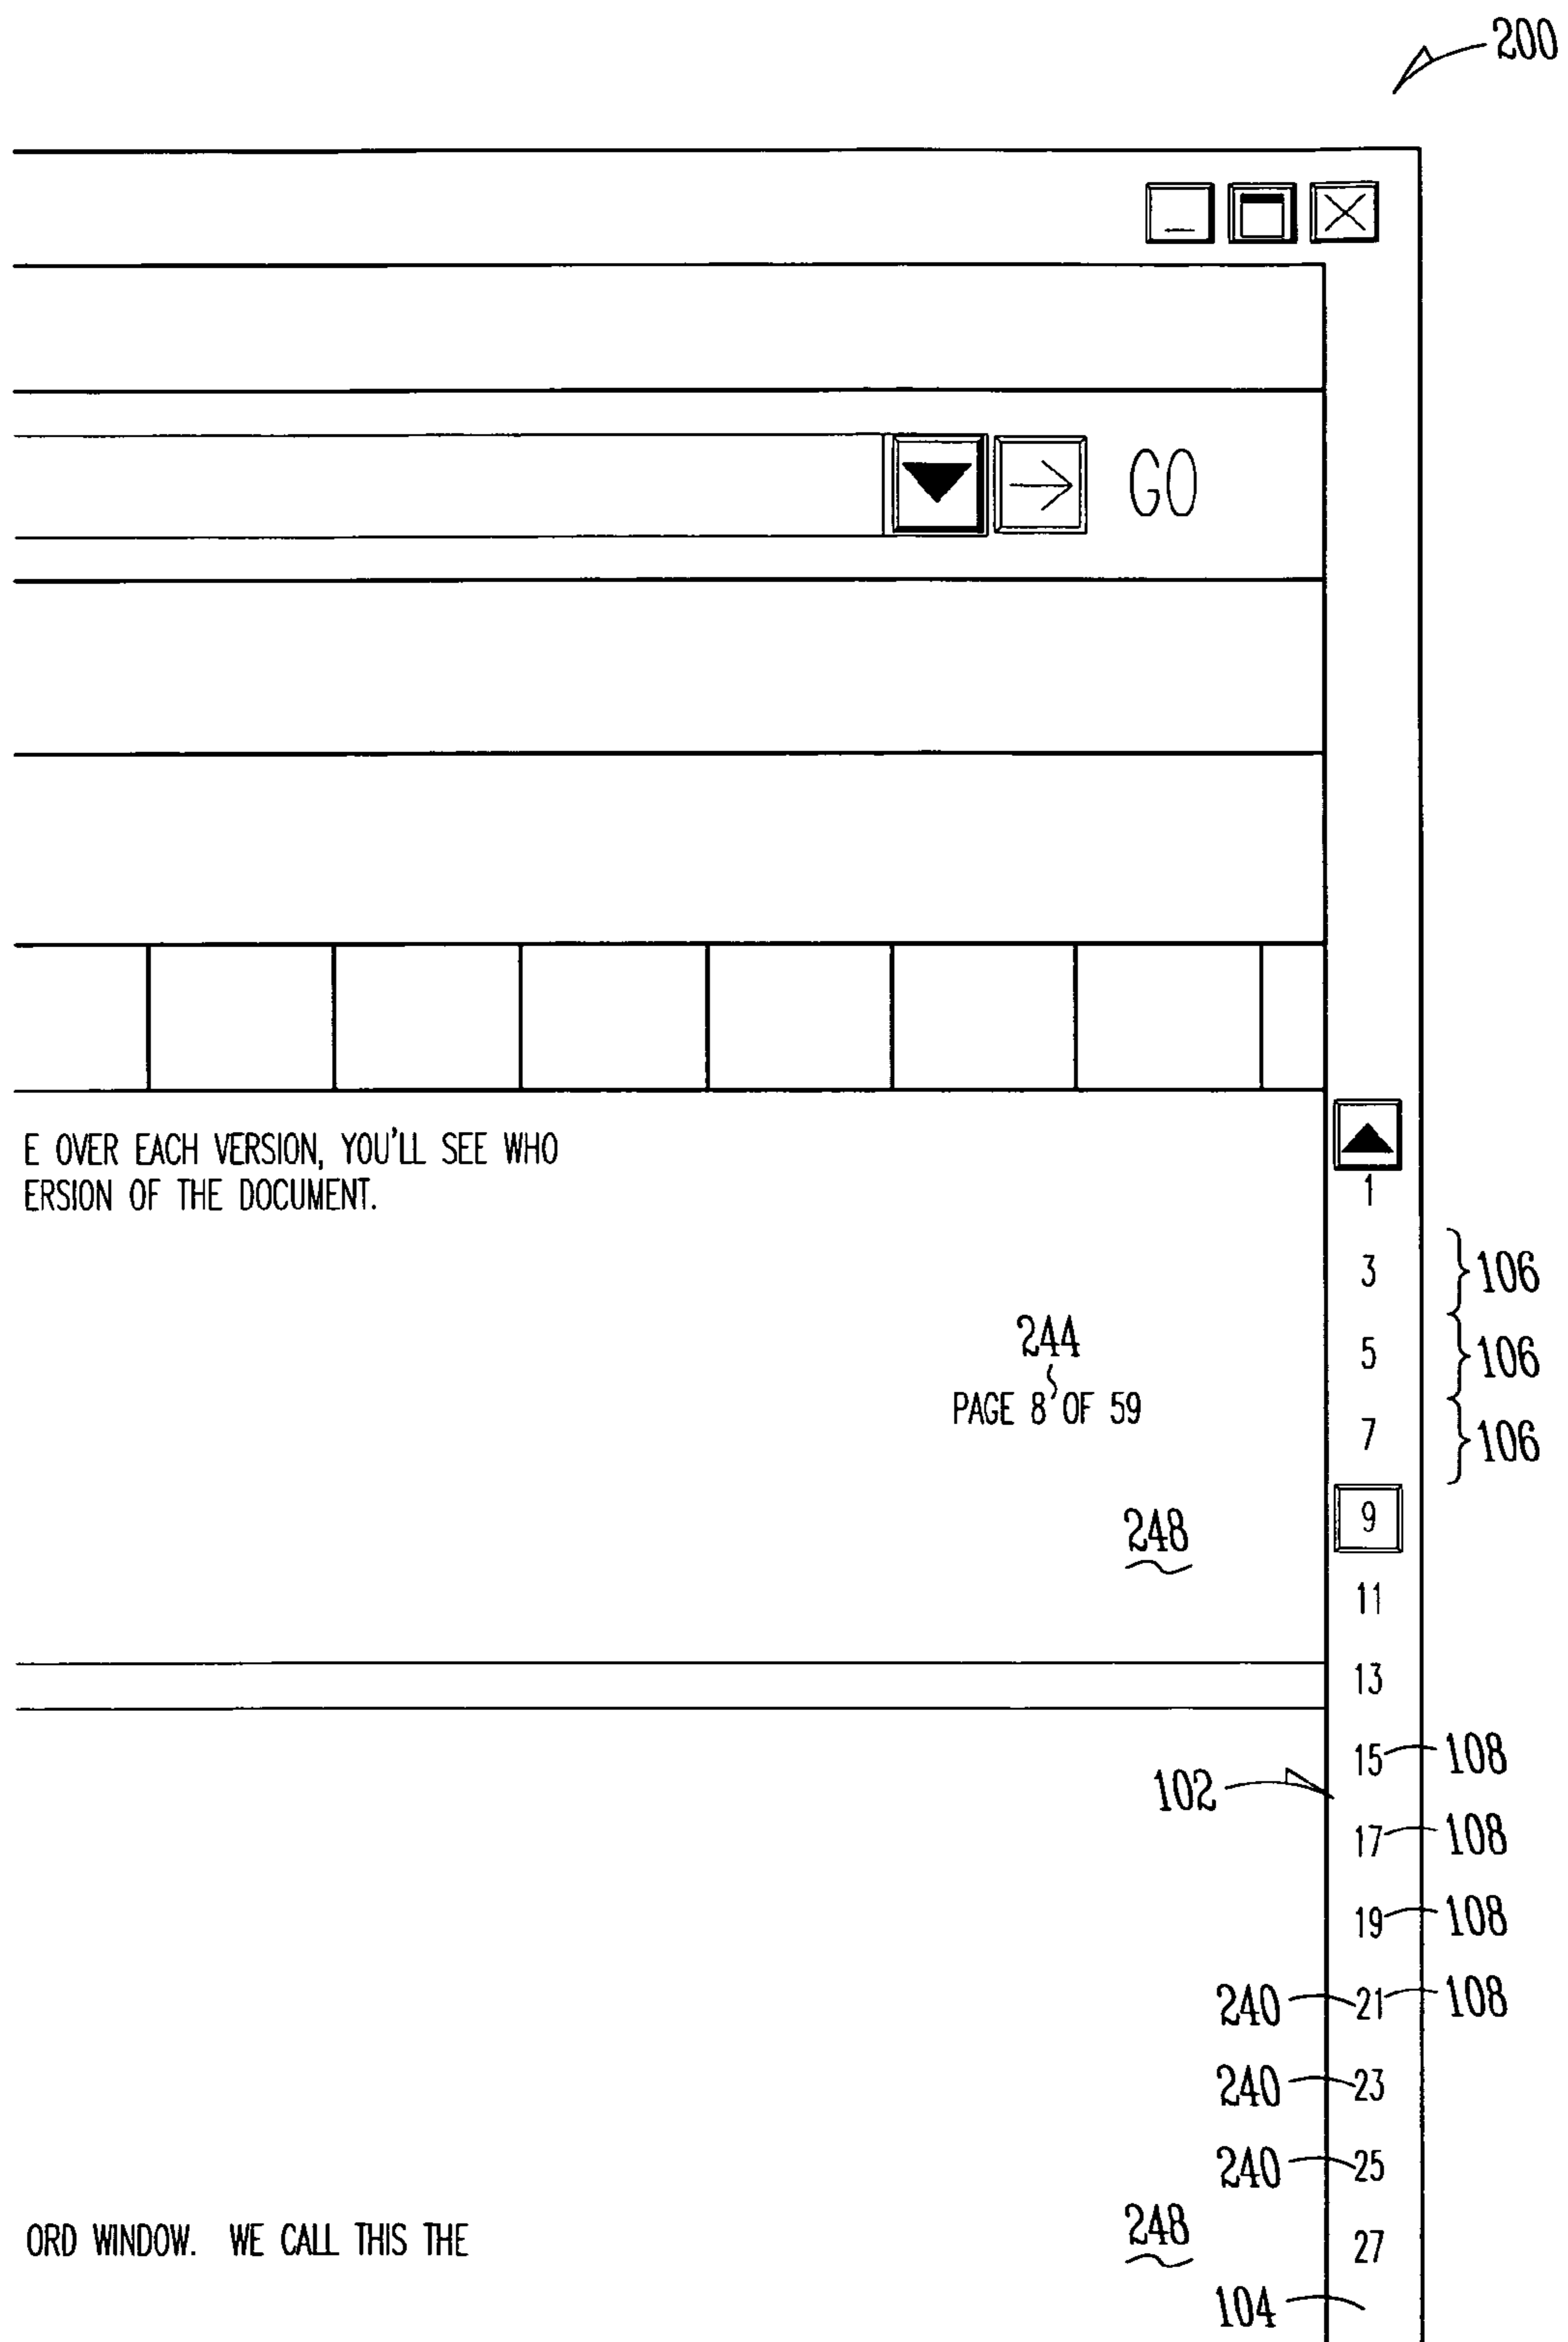 200
GO
E OVER EACH VERSION, YOU'LL SEE WHO
ERSION OF THE DOCUMENT.
1
3 106
244
5 106
PAGE 8 OF 59
7 106
248 9
11
13
15 108
102
17 108
19 108
240 21 108
240 23
240 25
ORD WINDOW. WE CALL THIS THE
248 27
104